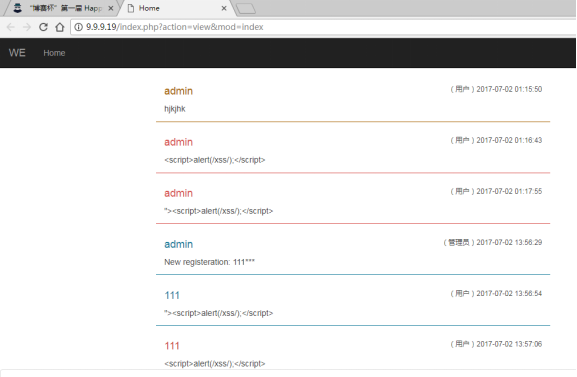 "博喜杯" 第一届 Happ
Home
9.9.9.19/index.php?action=view&mod=index
WE Home
admin (用户) 2017-07-02 01:15:50
hjkjhk
admin (用户) 2017-07-02 01:16:43
<script>alert(/xss/);</script>
admin (用户) 2017-07-02 01:17:55
"><script>alert(/xss/);</script>
admin (管理员) 2017-07-02 13:56:29
New registeration: 111***
111 (用户) 2017-07-02 13:56:54
"><script>alert(/xss/);</script>
111 (用户) 2017-07-02 13:57:06
<script>alert(/xss/);</script>